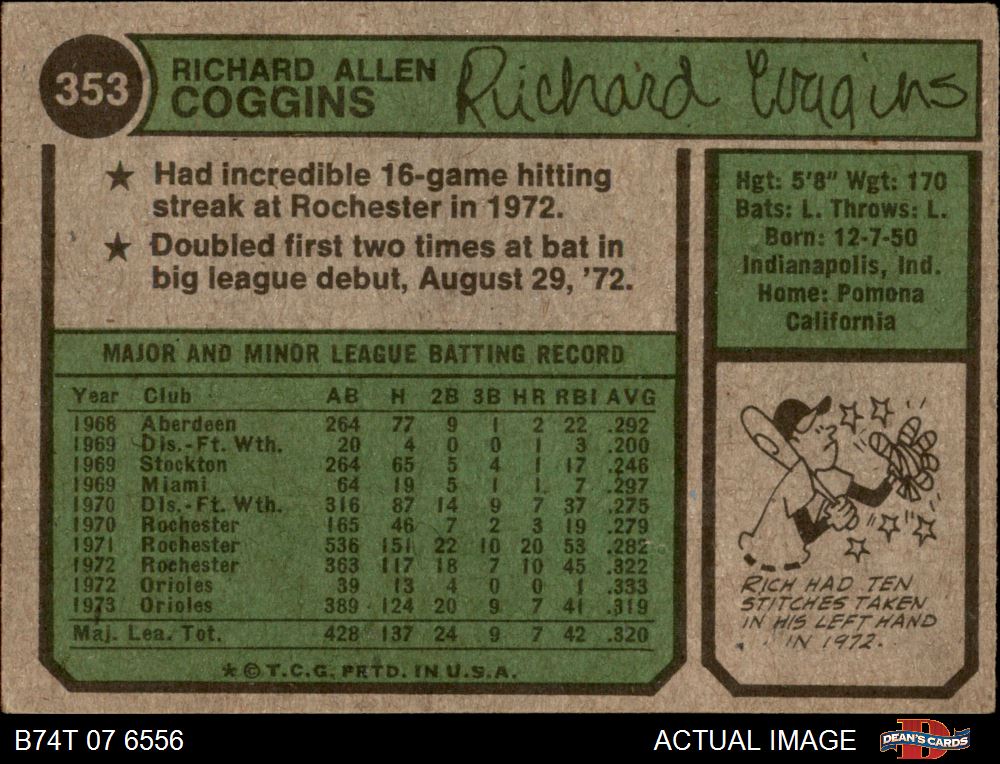 353
RICHARD ALLEN
COGGINS
Richard Coggins
★ Had incredible 16-game hitting
streak at Rochester in 1972.
★ Doubled first two times at bat in
big league debut, August 29, '72.
Hgt: 5'8" Wgt: 170
Bats: L. Throws: L.
Born: 12-7-50
Indianapolis, Ind.
Home: Pomona
California
MAJOR AND MINOR LEAGUE BATTING RECORD
Year Club AB H 2B 3B HR RBI AVG
1968 Aberdeen 264 77 9 1 2 22 .292
1969 Dls.-Ft. Wth. 20 4 0 0 1 3 .200
1969 Stockton 264 65 5 4 1 17 .246
1969 Miami 64 19 5 1 1 7 .297
1970 Dls.-Ft. Wth. 316 87 14 9 7 37 .275
1970 Rochester 165 46 7 2 3 19 .279
1971 Rochester 536 151 22 10 20 53 .282
1972 Rochester 363 117 18 7 10 45 .322
1972 Orioles 39 13 4 0 0 1 .333
1973 Orioles 389 124 20 9 7 41 .319
Maj. Lea. Tot. 428 137 24 9 7 42 .320
★ © T.C.G. PRTD. IN U.S.A.
RICH HAD TEN
STITCHES TAKEN
IN HIS LEFT HAND
IN 1972.
B74T 07 6556
ACTUAL IMAGE
DEAN'S CARDS